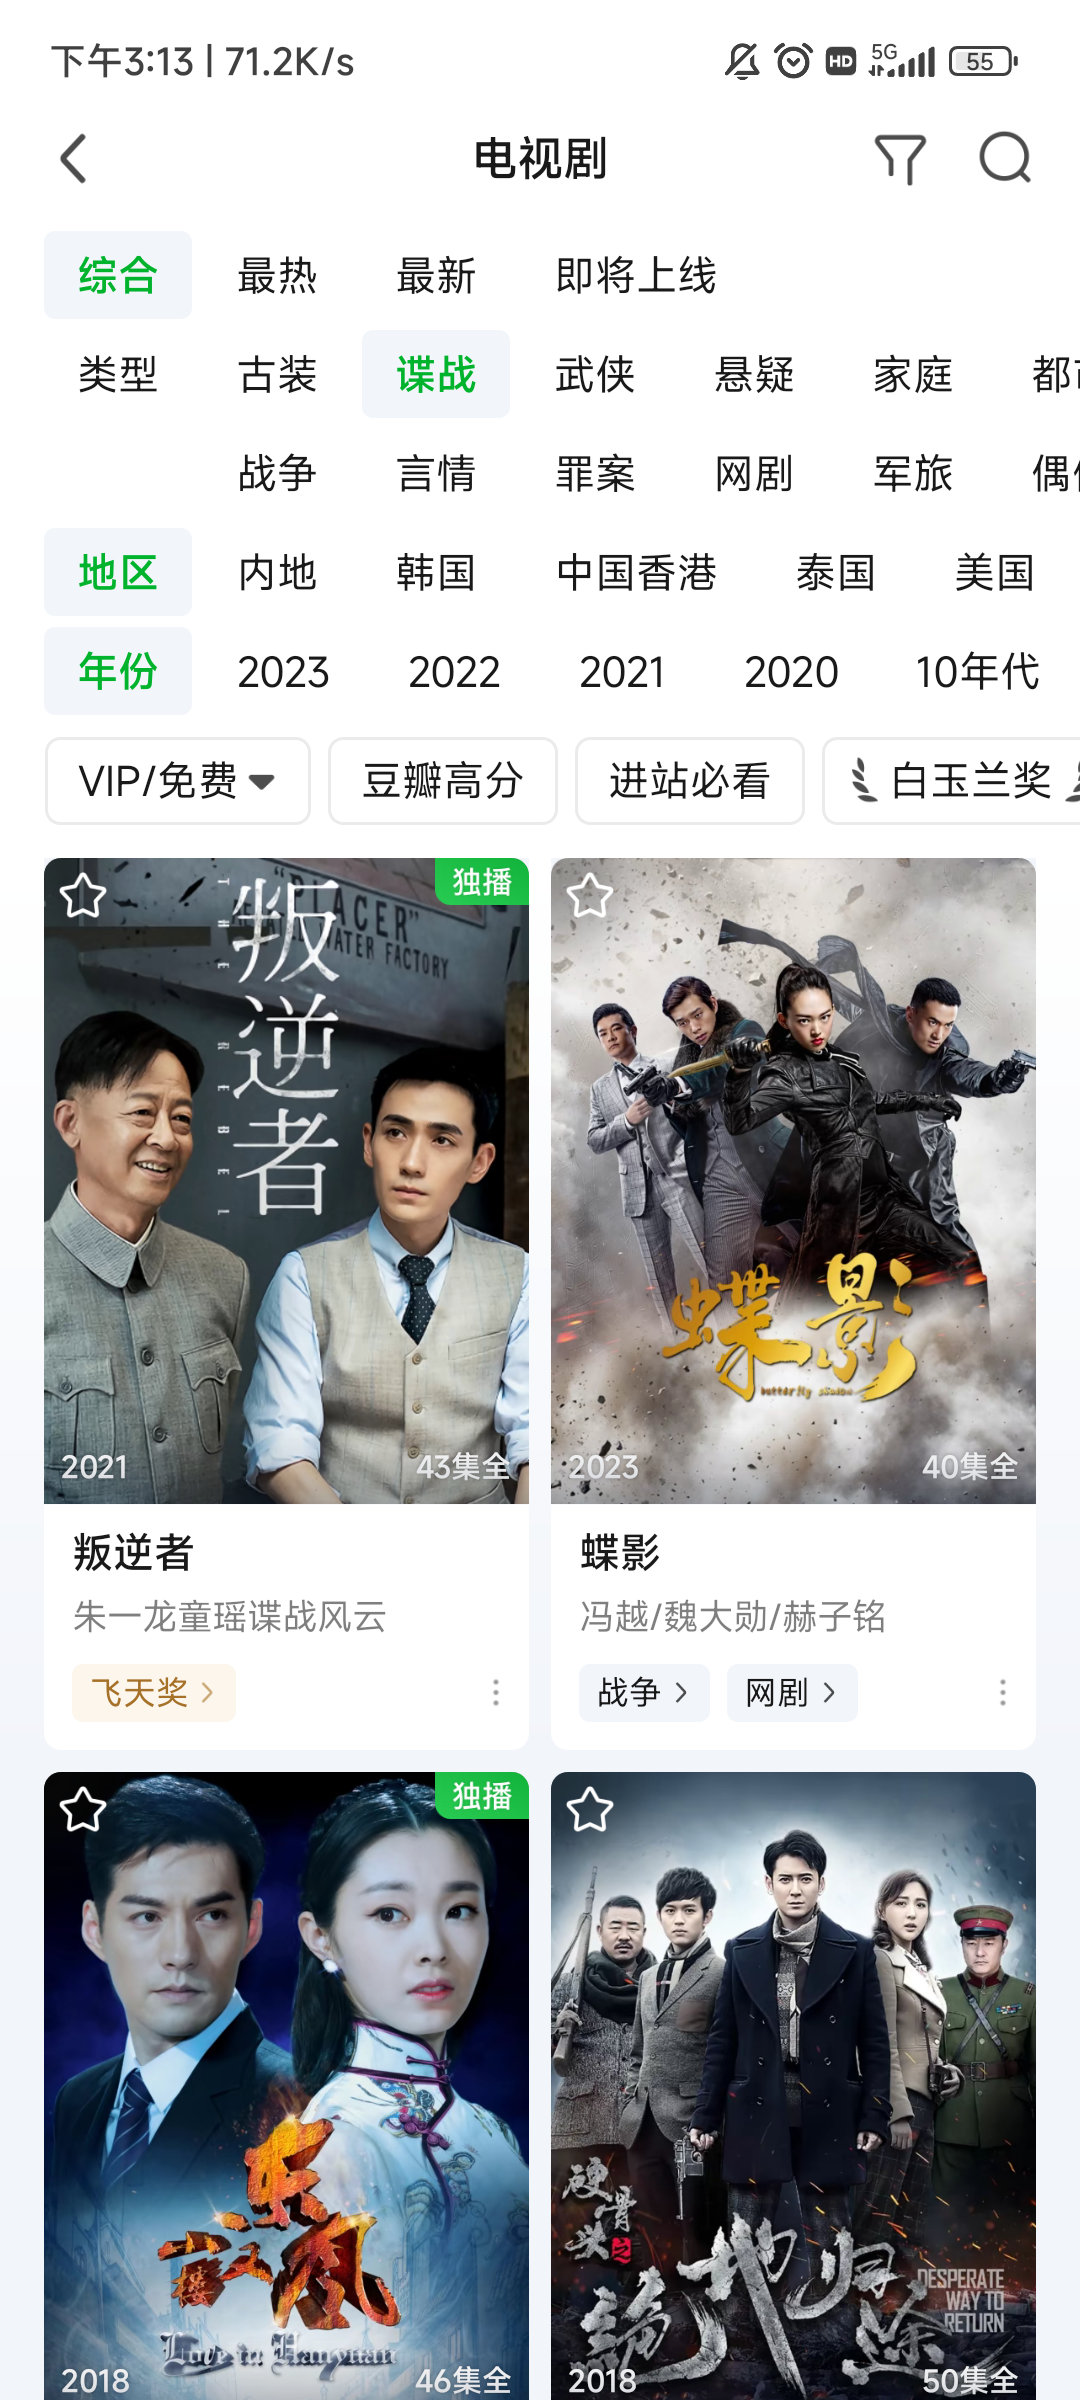 下午3:13 | 71.2K/s
HD 5G 55
电视剧
综合 最热 最新 即将上线
类型 古装 谍战 武侠 悬疑 家庭
战争 言情 罪案 网剧 军旅
地区 内地 韩国 中国香港 泰国 美国
年份 2023 2022 2021 2020 10年代
VIP/免费 豆瓣高分 进站必看 白玉兰奖
独播
叛逆者
THE REBEL
WATER FACTORY
2021 43集全
叛逆者
朱一龙童瑶谍战风云
飞天奖
蝶影
butterfly shadow
2023 40集全
蝶影
冯越/魏大勋/赫子铭
战争 网剧
独播
Love in Hanyuan
2018 46集全
硬骨头之
绝地归途
DESPERATE
WAY TO
RETURN
2018 50集全